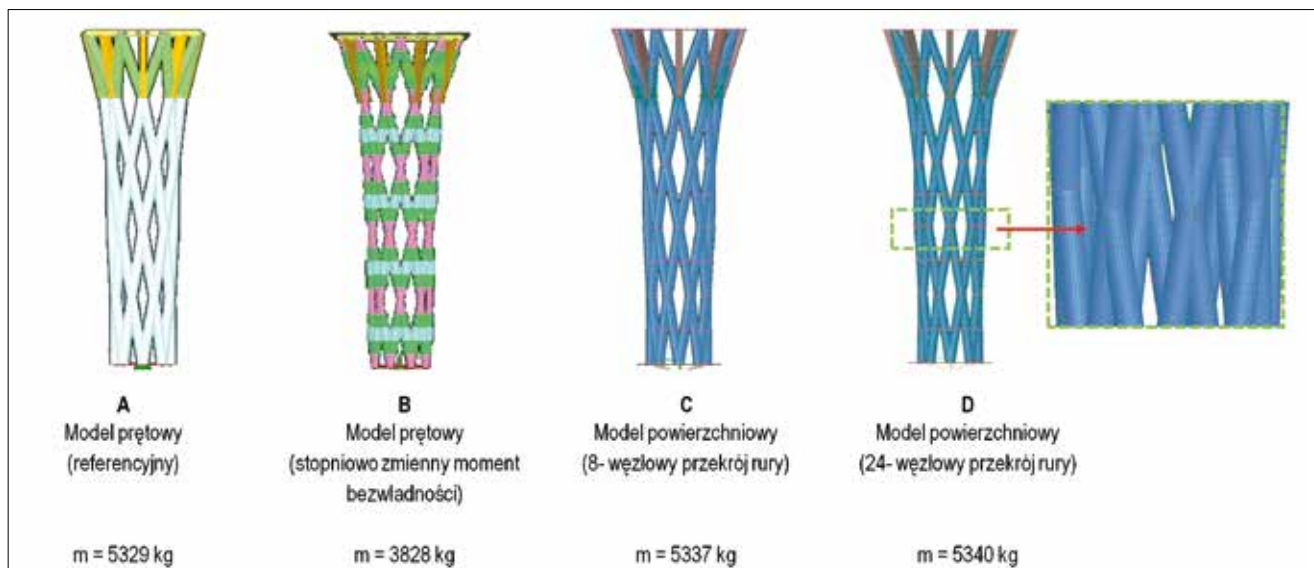 A
Model prętowy
(referencyjny)
m = 5329 kg
B
Model prętowy
(stopniowo zmienny moment
bezwładności)
m = 3828 kg
C
Model powierzchniowy
(8- węzłowy przekrój rury)
m = 5337 kg
D
Model powierzchniowy
(24- węzłowy przekrój rury)
m = 5340 kg